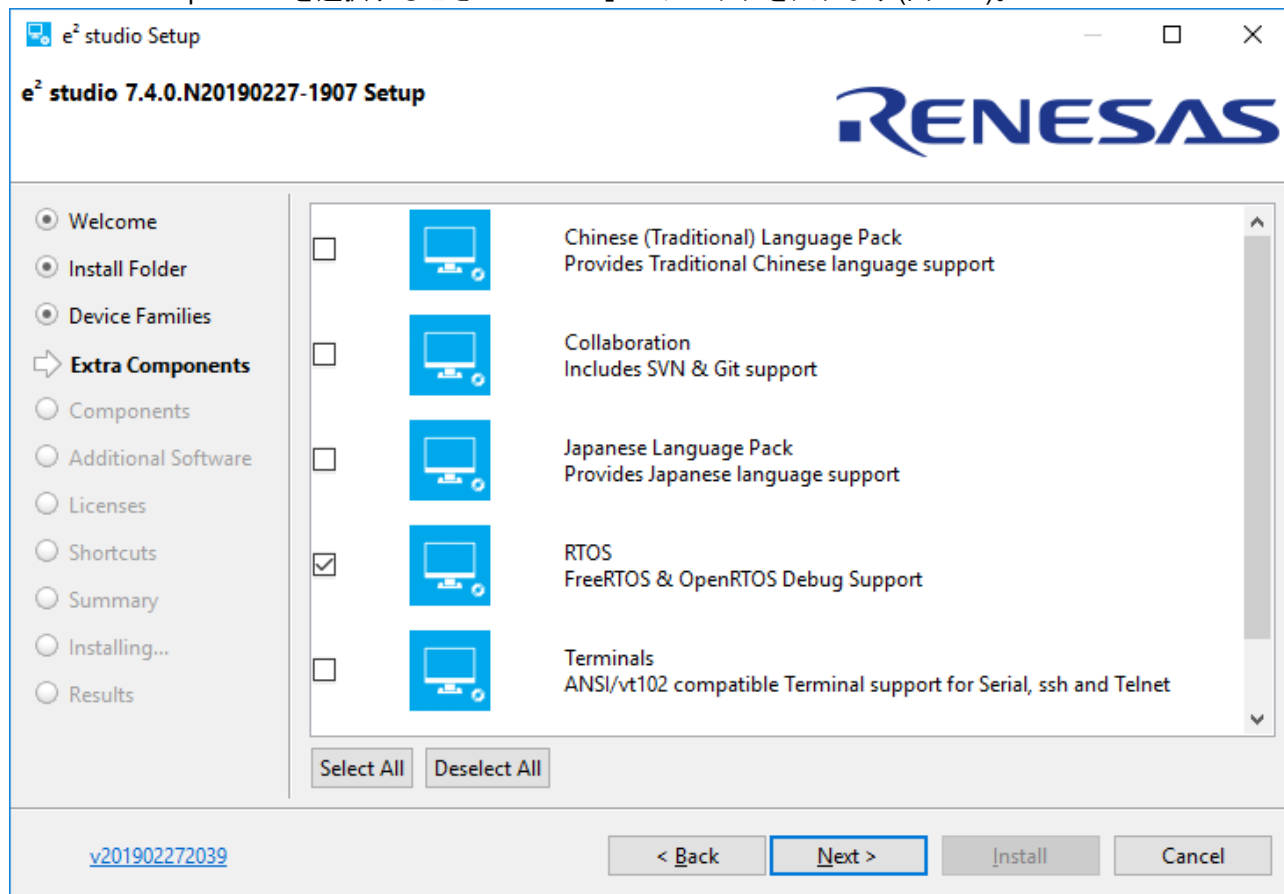 e² studio Setup
e² studio 7.4.0.N20190227-1907 Setup
RENESAS
Welcome
Install Folder
Device Families
Extra Components
Components
Additional Software
Licenses
Shortcuts
Summary
Installing...
Results
Chinese (Traditional) Language Pack
Provides Traditional Chinese language support
Collaboration
Includes SVN & Git support
Japanese Language Pack
Provides Japanese language support
RTOS
FreeRTOS & OpenRTOS Debug Support
Terminals
ANSI/vt102 compatible Terminal support for Serial, ssh and Telnet
Select All
Deselect All
v201902272039
< Back
Next >
Install
Cancel